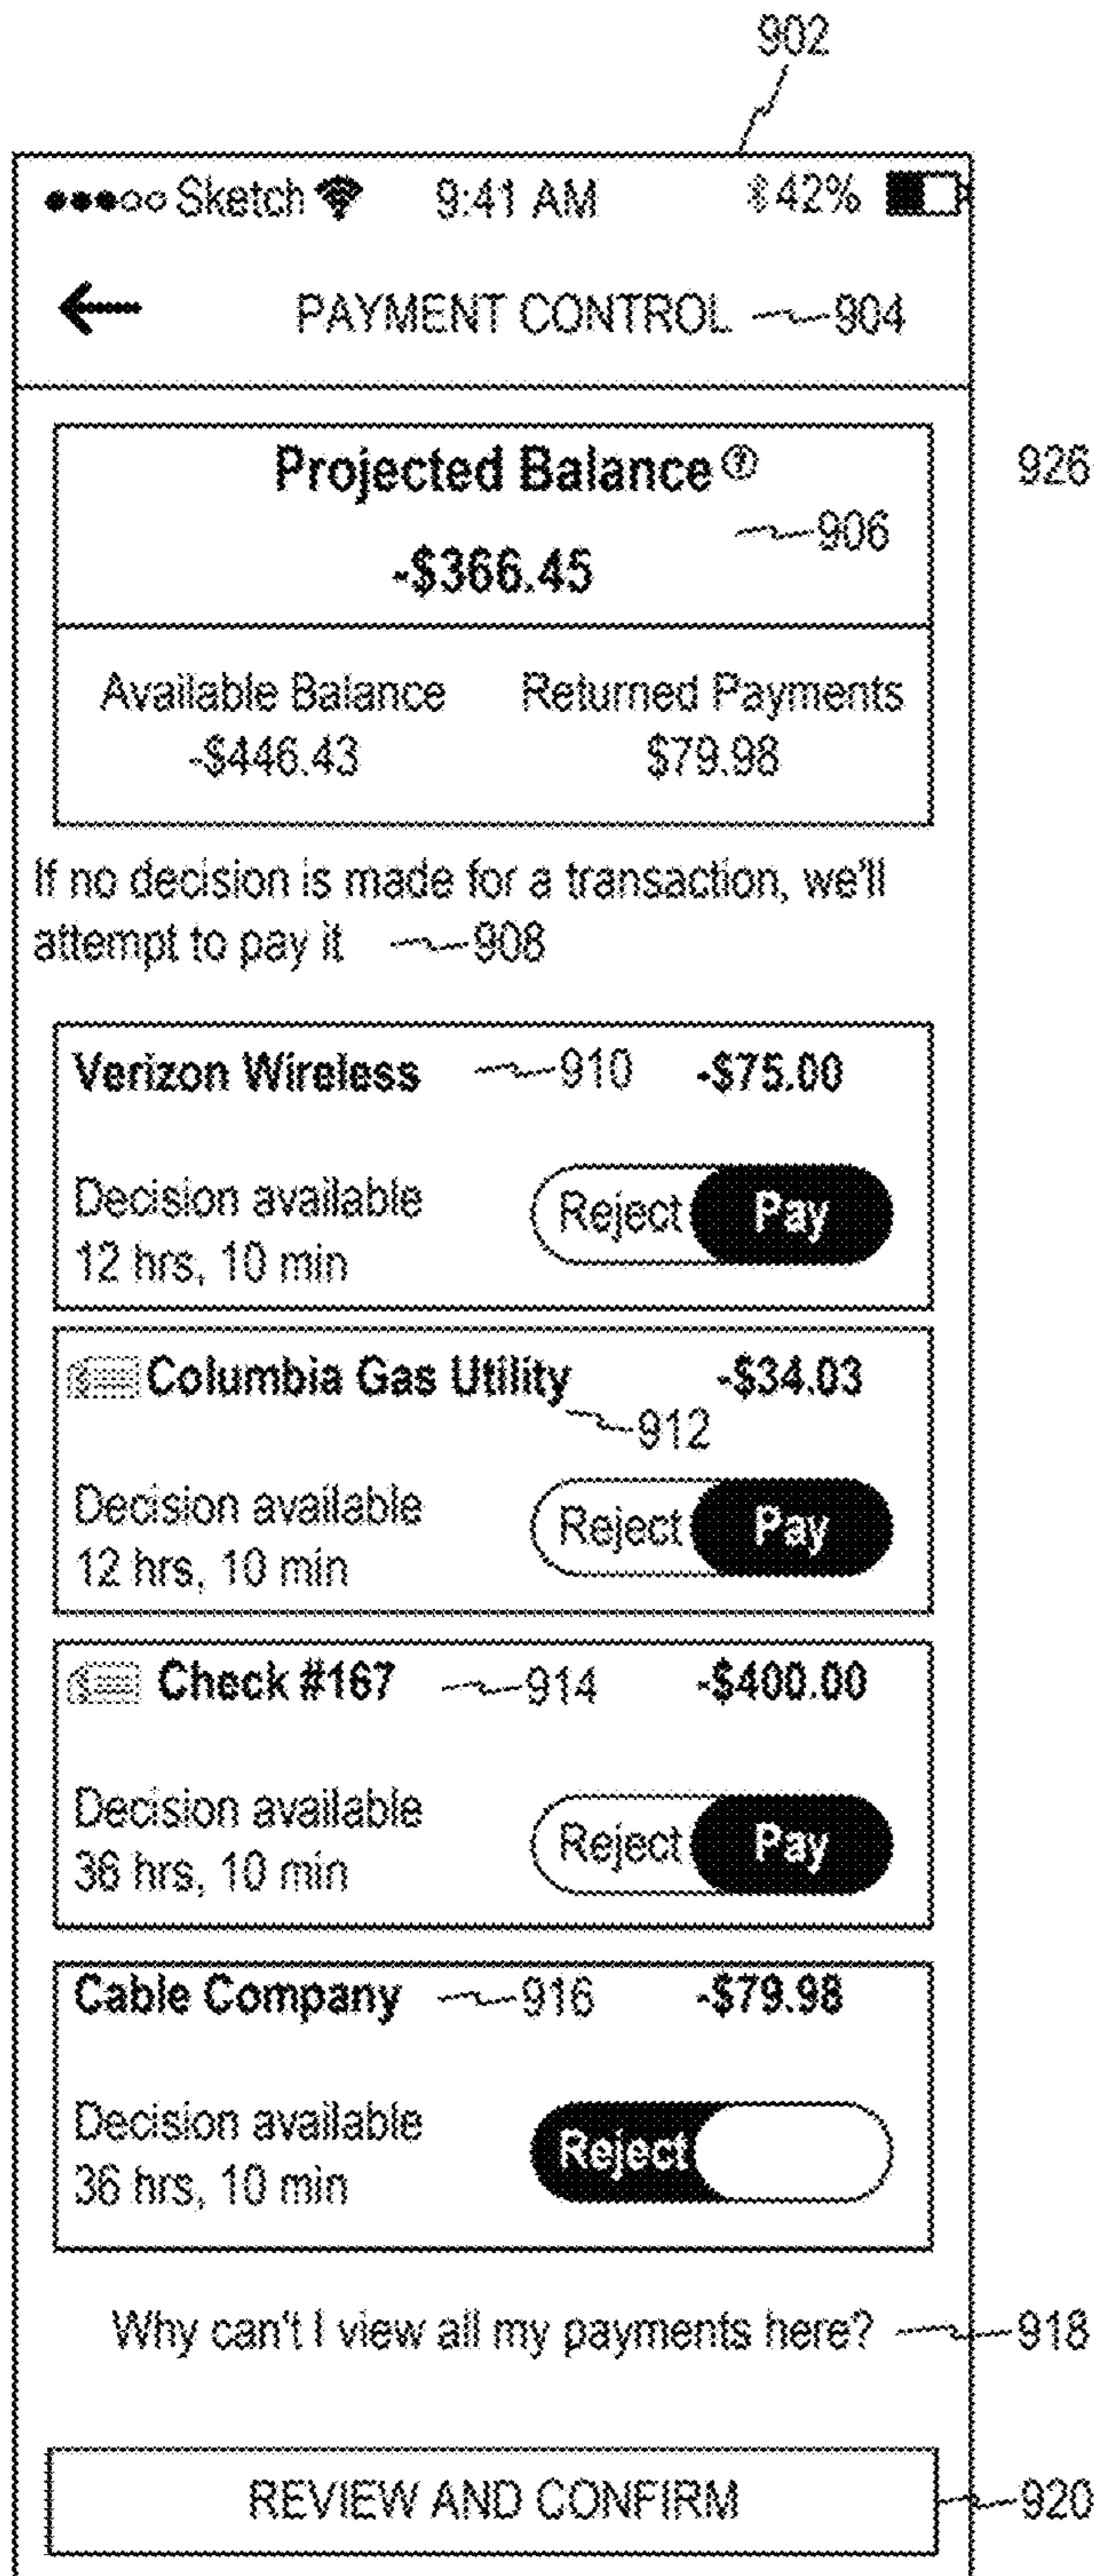 902
Sketch 9:41 AM 42%
PAYMENT CONTROL 904
Projected Balance ?
926
906
-$366.45
Available Balance Returned Payments
-$446.43 $79.98
If no decision is made for a transaction, we'll
attempt to pay it 908
Verizon Wireless 910 -$75.00
Decision available
12 hrs, 10 min
Reject Pay
Columbia Gas Utility -$34.03
912
Decision available
12 hrs, 10 min
Reject Pay
Check #167 914 -$400.00
Decision available
36 hrs, 10 min
Reject Pay
Cable Company 916 -$79.98
Decision available
36 hrs, 10 min
Reject
Why can't I view all my payments here? 918
REVIEW AND CONFIRM 920